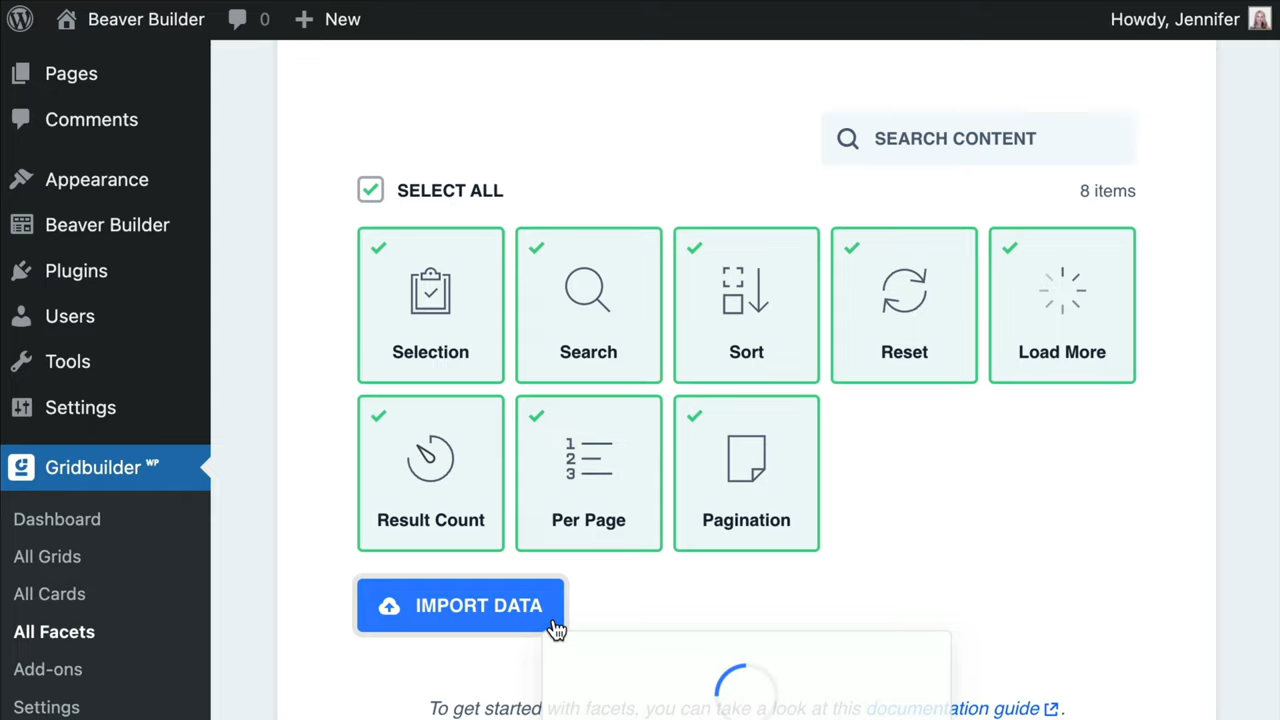 Beaver Builder
0
New
Howdy, Jennifer
Pages
Comments
Appearance
Beaver Builder
Plugins
Users
Tools
Settings
Gridbuilder WP
Dashboard
All Grids
All Cards
All Facets
Add-ons
Settings
SEARCH CONTENT
SELECT ALL
8 items
Selection
Search
Sort
Reset
Load More
Result Count
1
2
3
Per Page
Pagination
IMPORT DATA
To get started with facets, you can take a look at this documentation guide.